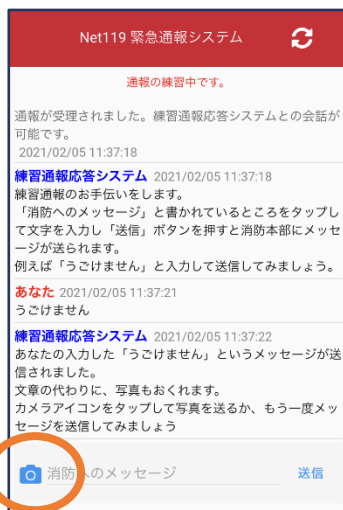 Net119 緊急通報システム
通報の練習中です。
通報が受理されました。練習通報応答システムとの会話が
可能です。
2021/02/05 11:37:18
練習通報応答システム 2021/02/05 11:37:18
練習通報のお手伝いをします。
「消防へのメッセージ」と書かれているところをタップし
て文字を入力し「送信」ボタンを押すと消防本部にメッセ
ージが送られます。
例えば「うごけません」と入力して送信してみましょう。
あなた 2021/02/05 11:37:21
うごけません
練習通報応答システム 2021/02/05 11:37:22
あなたの入力した「うごけません」というメッセージが送
信されました。
文章の代わりに、写真もおくれます。
カメラアイコンをタップして写真を送るか、もう一度メッ
セージを送信してみましょう
消防へのメッセージ 送信